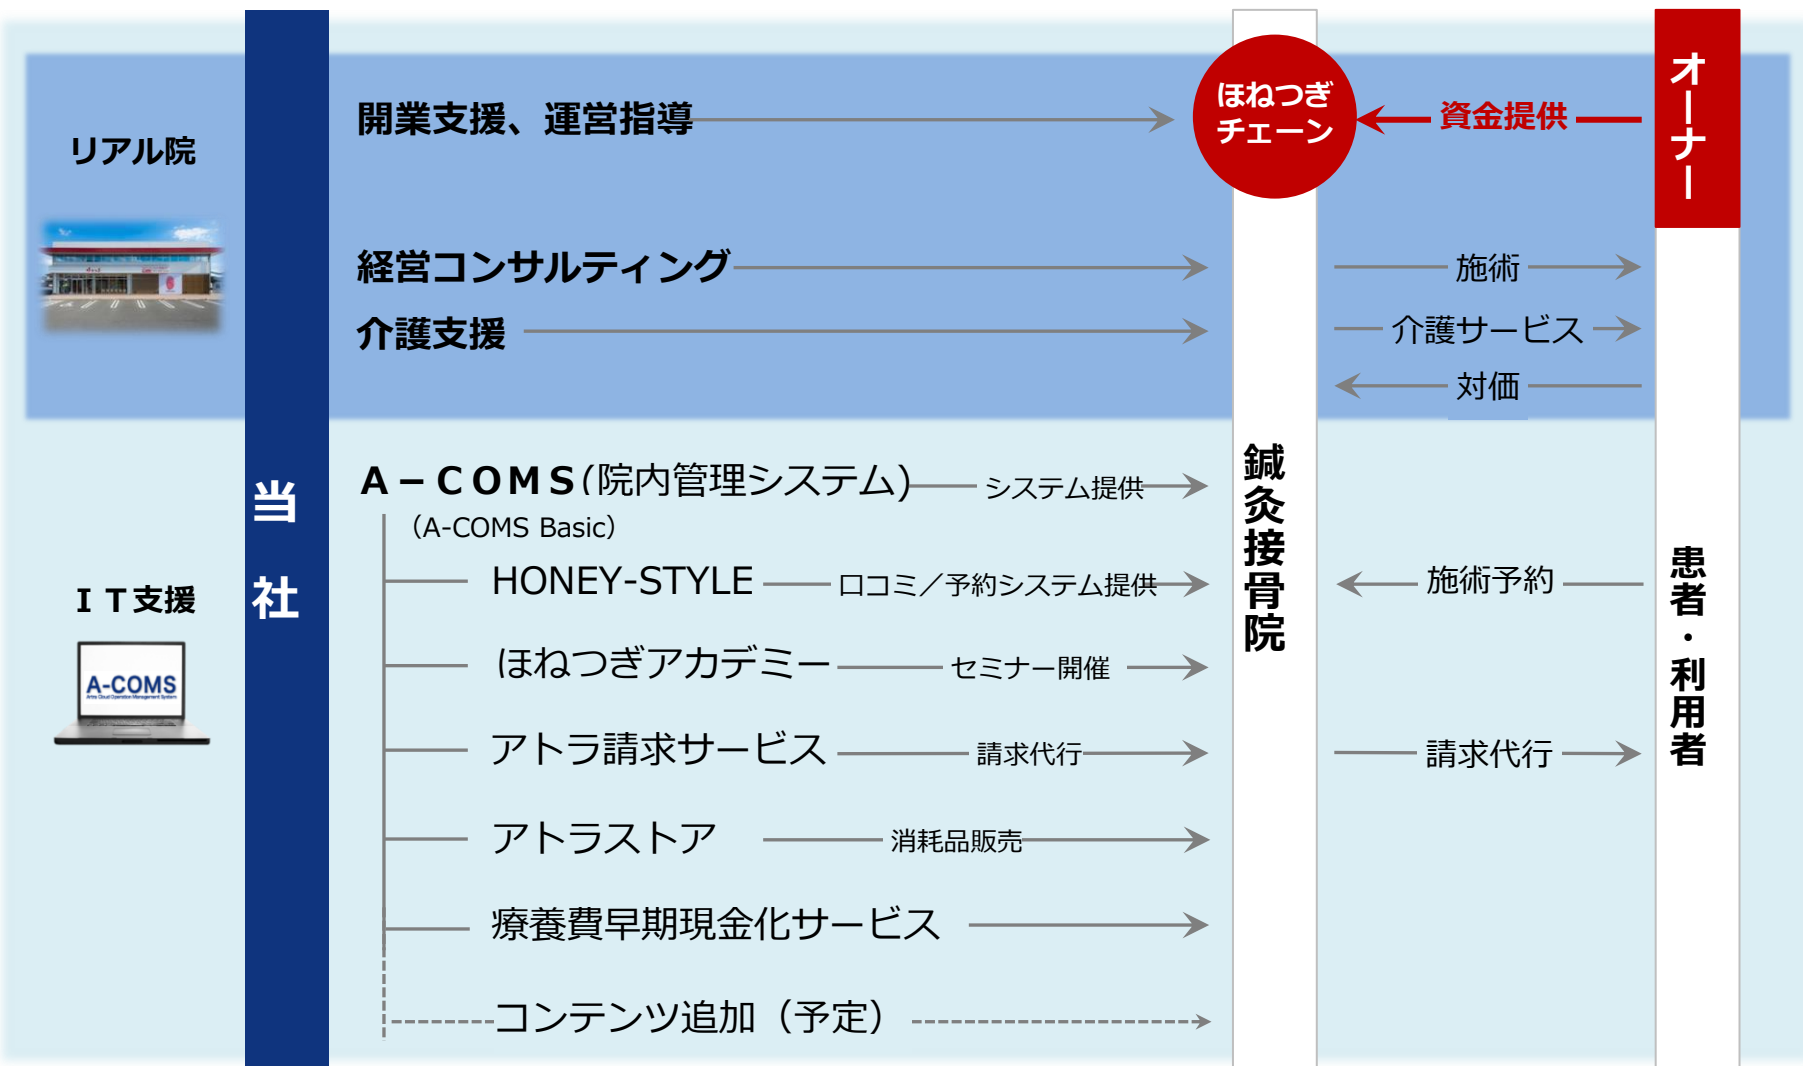 リアル院
開業支援、運営指導
ほねつぎ
チェーン
資金提供
オーナー
経営コンサルティング
施術
介護支援
介護サービス
対価
当社
鍼灸接骨院
患者・利用者
ＩＴ支援
A-COMS
Ａ－ＣＯＭＳ(院内管理システム)
システム提供
（A-COMS Basic）
HONEY-STYLE
口コミ／予約システム提供
施術予約
ほねつぎアカデミー
セミナー開催
アトラ請求サービス
請求代行
請求代行
アトラストア
消耗品販売
療養費早期現金化サービス
コンテンツ追加（予定）